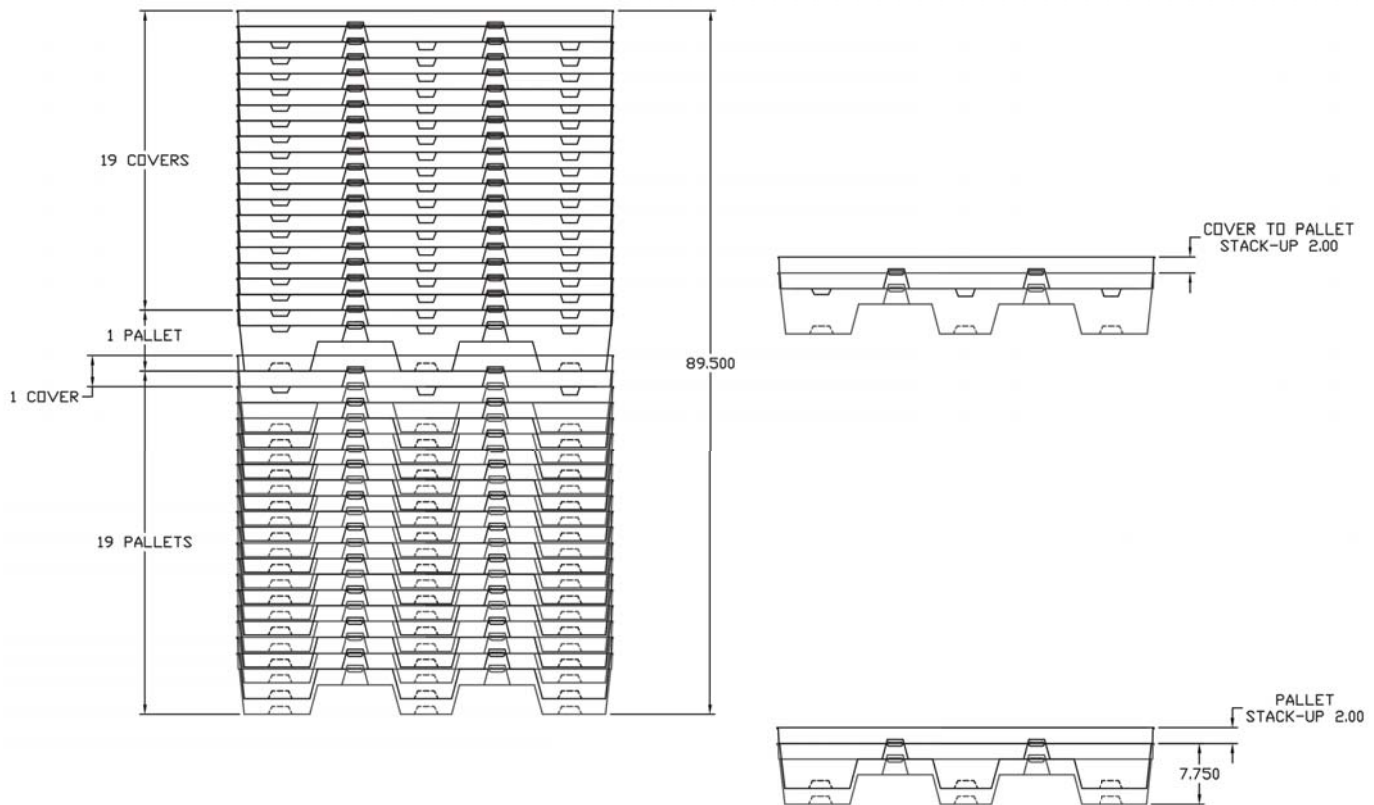 19 COVERS
1 PALLET
1 COVER
19 PALLETS
89.500
COVER TO PALLET
STACK-UP 2.00
PALLET
STACK-UP 2.00
7.750